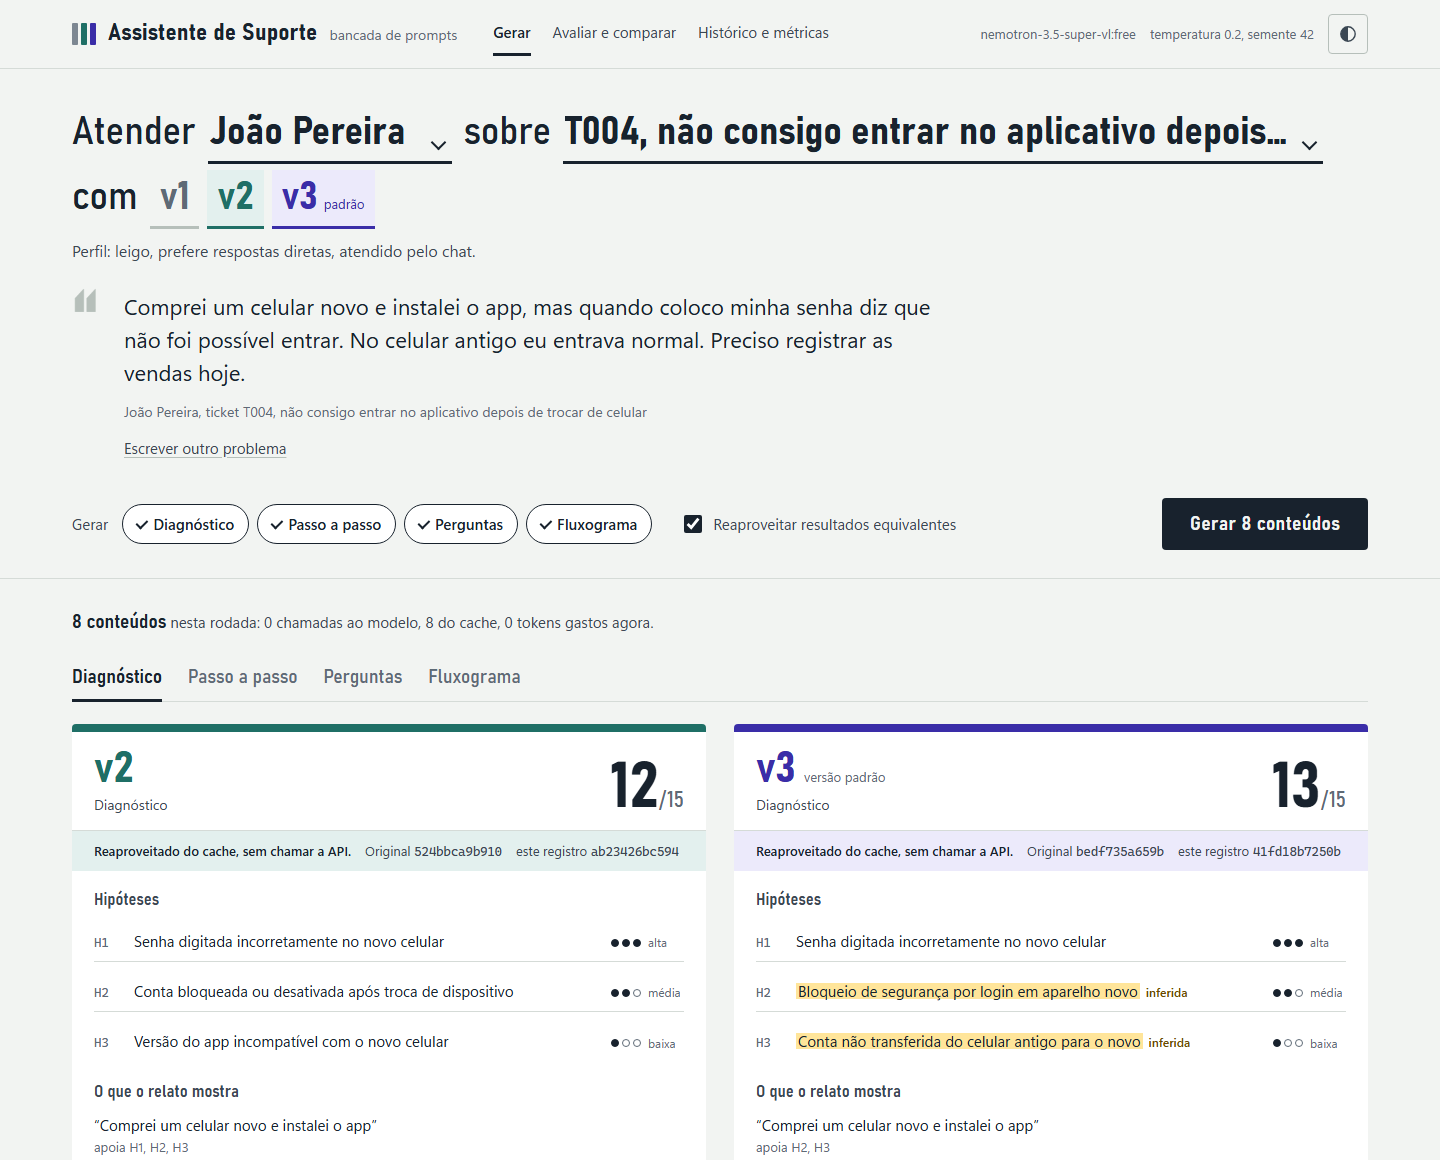 Assistente de Suporte bancada de prompts Gerar Avaliar e comparar Histórico e métricas nemotron-3.5-super-vl:free temperatura 0.2, semente 42
Atender João Pereira sobre T004, não consigo entrar no aplicativo depois...
com v1 v2 v3 padrão
Perfil: leigo, prefere respostas diretas, atendido pelo chat.
Comprei um celular novo e instalei o app, mas quando coloco minha senha diz que
não foi possível entrar. No celular antigo eu entrava normal. Preciso registrar as
vendas hoje.
João Pereira, ticket T004, não consigo entrar no aplicativo depois de trocar de celular
Escrever outro problema
Gerar Diagnóstico Passo a passo Perguntas Fluxograma Reaproveitar resultados equivalentes Gerar 8 conteúdos
8 conteúdos nesta rodada: 0 chamadas ao modelo, 8 do cache, 0 tokens gastos agora.
Diagnóstico Passo a passo Perguntas Fluxograma
v2 12/15
Diagnóstico
Reaproveitado do cache, sem chamar a API. Original 524bbca9b910 este registro ab23426bc594
Hipóteses
H1 Senha digitada incorretamente no novo celular alta
H2 Conta bloqueada ou desativada após troca de dispositivo média
H3 Versão do app incompatível com o novo celular baixa
O que o relato mostra
“Comprei um celular novo e instalei o app”
apoia H1, H2, H3
v3 versão padrão 13/15
Diagnóstico
Reaproveitado do cache, sem chamar a API. Original bedf735a659b este registro 41fd18b7250b
Hipóteses
H1 Senha digitada incorretamente no novo celular alta
H2 Bloqueio de segurança por login em aparelho novo inferida média
H3 Conta não transferida do celular antigo para o novo inferida baixa
O que o relato mostra
“Comprei um celular novo e instalei o app”
apoia H2, H3